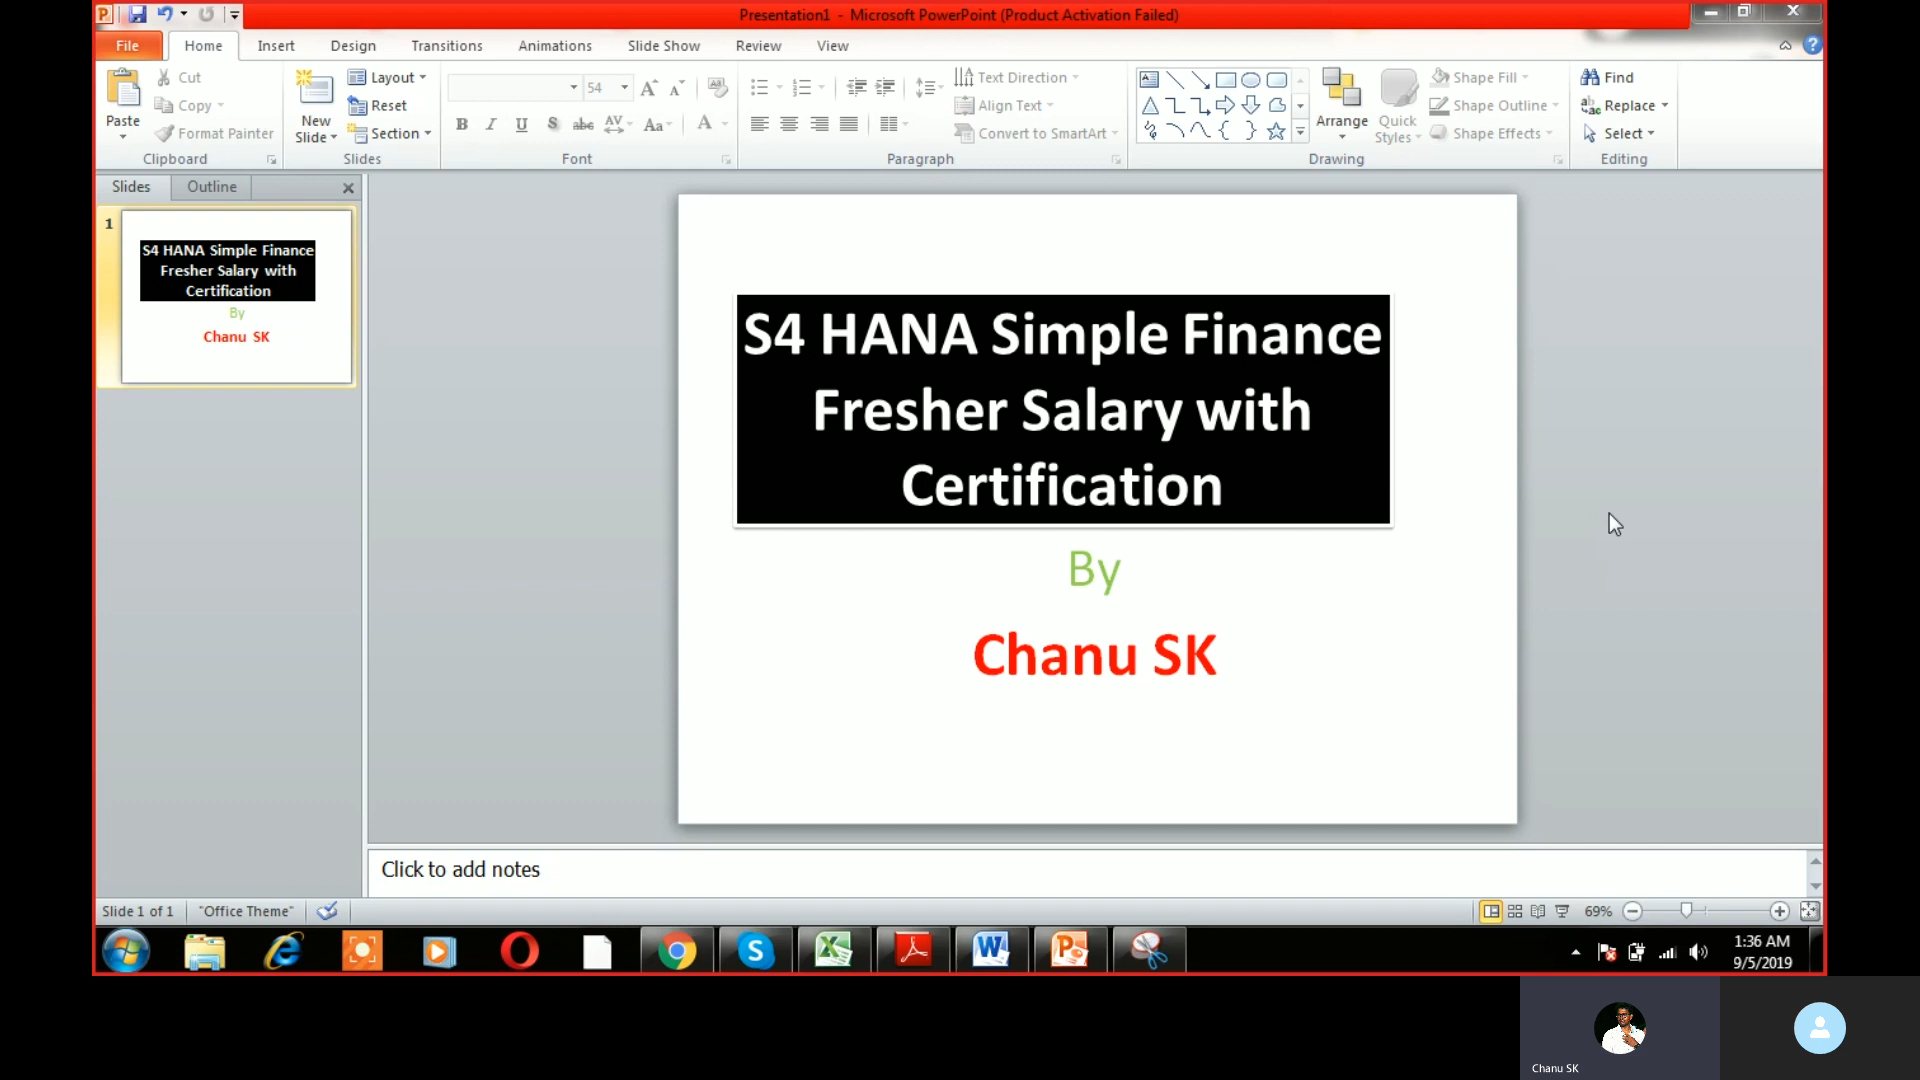 Presentation1 - Microsoft PowerPoint (Product Activation Failed)
File Home Insert Design Transitions Animations Slide Show Review View
Paste
Cut
Copy
Format Painter
Clipboard
New Slide
Layout
Reset
Section
Slides
54
B I U S abc AV Aa A
Font
Text Direction
Align Text
Convert to SmartArt
Paragraph
Arrange
Quick Styles
Shape Fill
Shape Outline
Shape Effects
Drawing
Find
Replace
Select
Editing
Slides Outline
1
S4 HANA Simple Finance
Fresher Salary with
Certification
By
Chanu SK
S4 HANA Simple Finance
Fresher Salary with
Certification
By
Chanu SK
Click to add notes
Slide 1 of 1 "Office Theme" 69%
1:36 AM
9/5/2019
Chanu SK